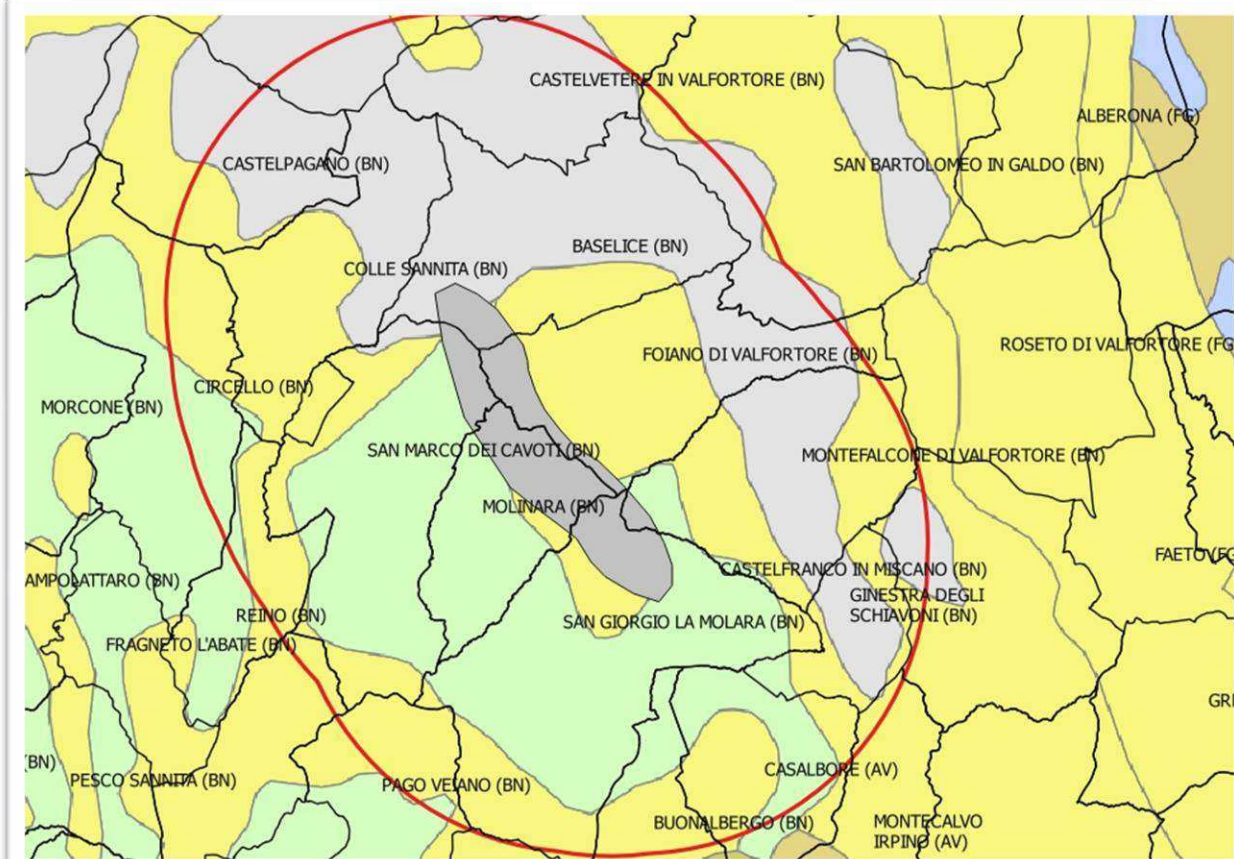 CASTELVETERE IN VALFORTORE (BN)
ALBERONA (FG)
CASTELPAGANO (BN)
SAN BARTOLOMEO IN GALDO (BN)
BASELICE (BN)
COLLE SANNITA (BN)
FOIANO DI VALFORTORE (BN)
ROSETO DI VALFORTORE (FG
CIRCELLO (BN)
MORCONE (BN)
SAN MARCO DEI CAVOTI (BN)
MONTEFALCONE DI VALFORTORE (BN)
MOLINARA (BN)
FAETO (FG
AMPOLATTARO (BN)
CASTELFRANCO IN MISCANO (BN)
GINESTRA DEGLI
SCHIAVONI (BN)
REINO (BN)
SAN GIORGIO LA MOLARA (BN)
FRAGNETO L'ABATE (BN)
GRE
(BN)
PESCO SANNITA (BN)
PAGO VEIANO (BN)
CASALBORE (AV)
BUONALBERGO (BN)
MONTECALVO
IRPINO (AV)